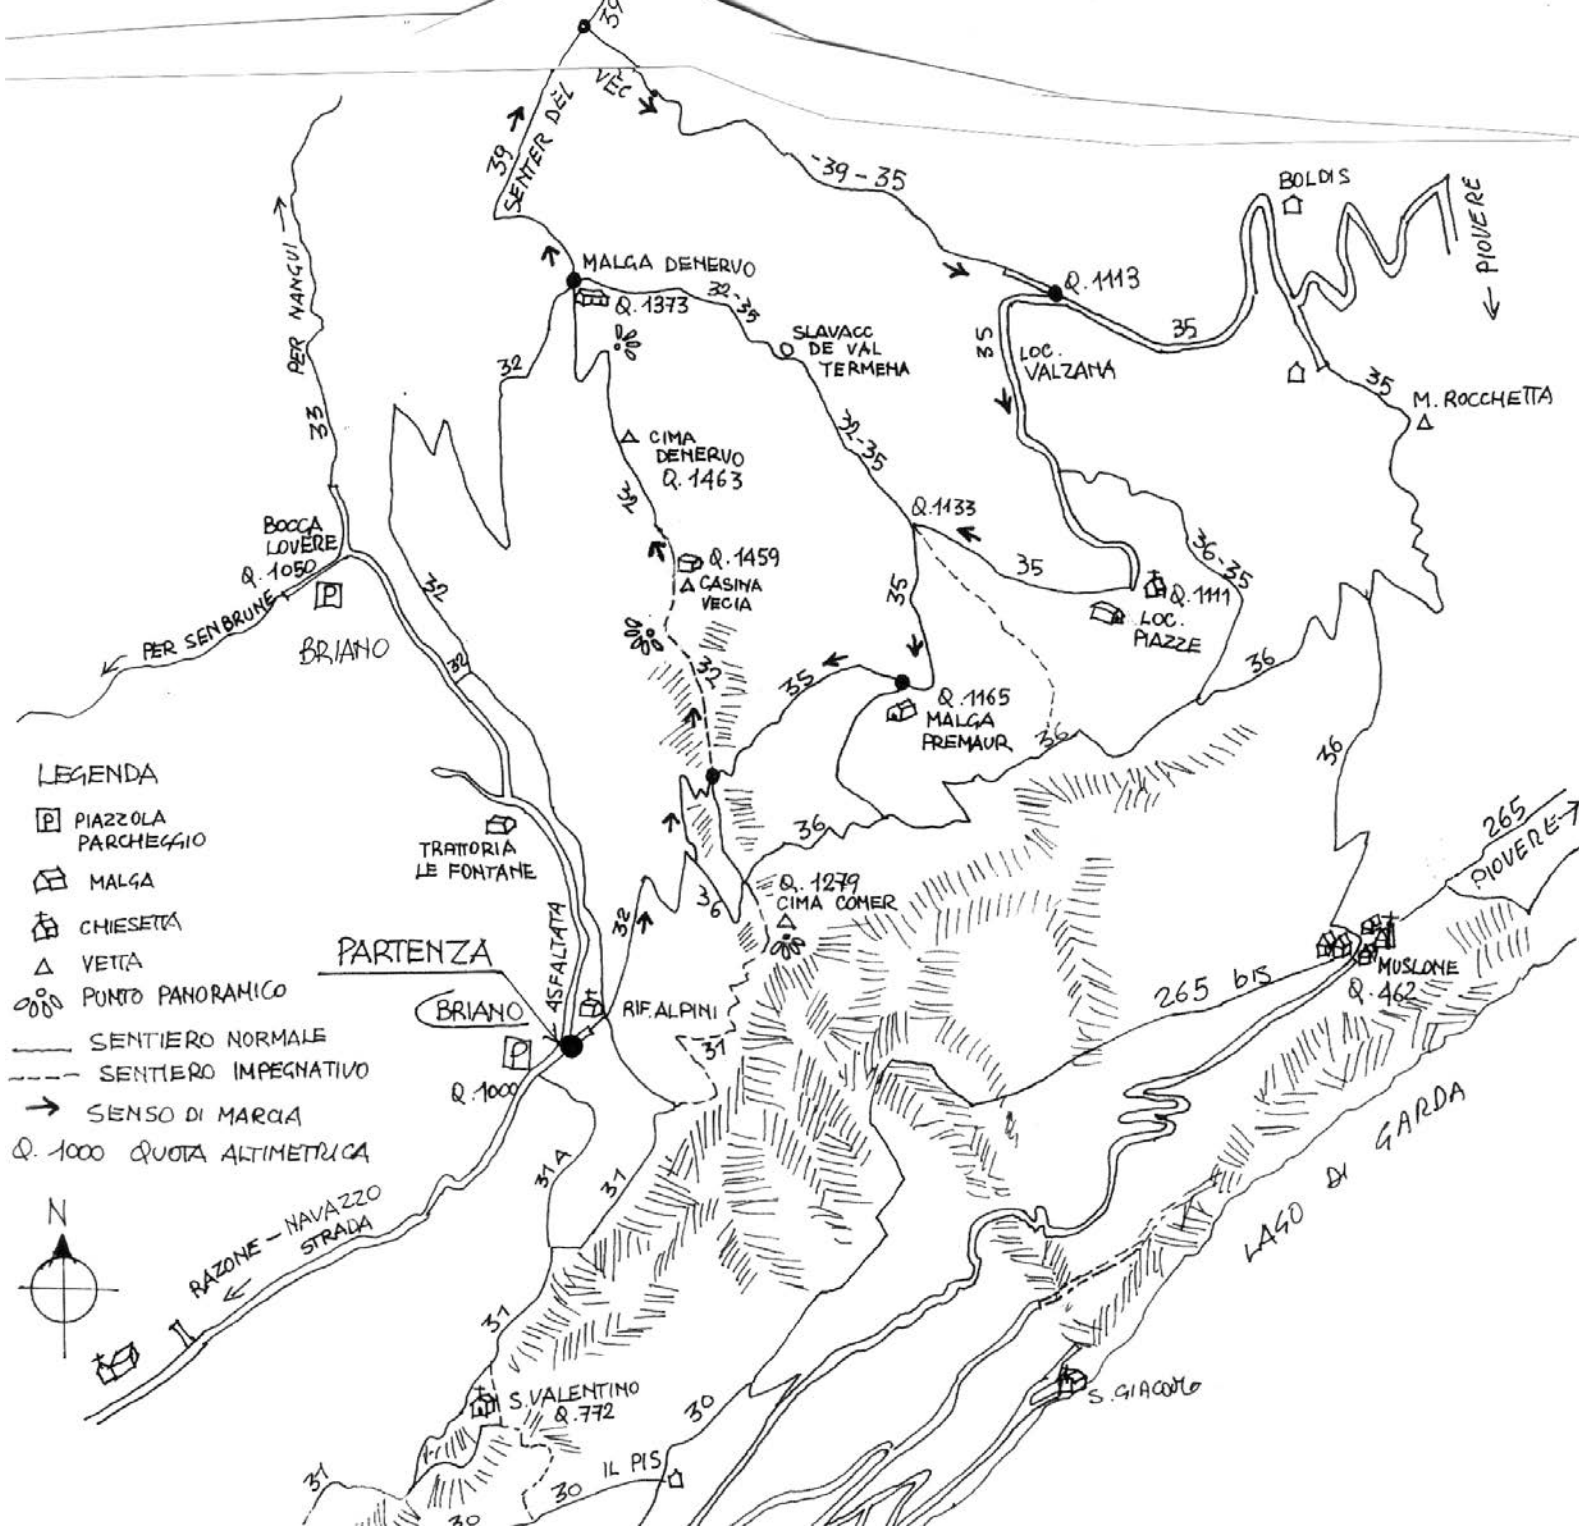 39
VĖC
39
SENTER DĖL
-39-35
BOLDIS
← PIOVERE
PER NANGUI →
MALGA DENERVO
Q. 1373
32-35
Q. 1113
35
SLAVACC
DE VAL
TERMENA
35
LOC.
VALZANA
35
M. ROCCHETTA
32
33
CIMA
DENERVO
Q. 1463
32-35
32
Q. 1133
BOCCA
LOVERE
Q. 1050
P
BRIANO
← PER SENBRUNE
32
Q. 1459
CASINA
VECIA
35
35
36-35
Q. 1111
LOC.
PIAZZE
32
32
35
36
Q. 1165
MALGA
PREMAUR
36
36
LEGENDA
P PIAZZOLA
PARCHEGGIO
MALGA
CHIESETTA
VETTA
PUNTO PANORAMICO
SENTIERO NORMALE
SENTIERO IMPEGNATIVO
SENSO DI MARCIA
Q. 1000 QUOTA ALTIMETRICA
TRATTORIA
LE FONTANE
36
265
PIOVERE →
36
Q. 1279
CIMA COMER
32
PARTENZA
BRIANO
← ASFALTATA
RIF. ALPINI
P
Q. 1000
31
265 bis
MUSLONE
Q. 462
31A
31
LAGO DI GARDA
N
RAZONE - NAVAZZO
STRADA
31
S. VALENTINO
Q. 772
S. GIACOMO
30
IL PIS
31
30
30